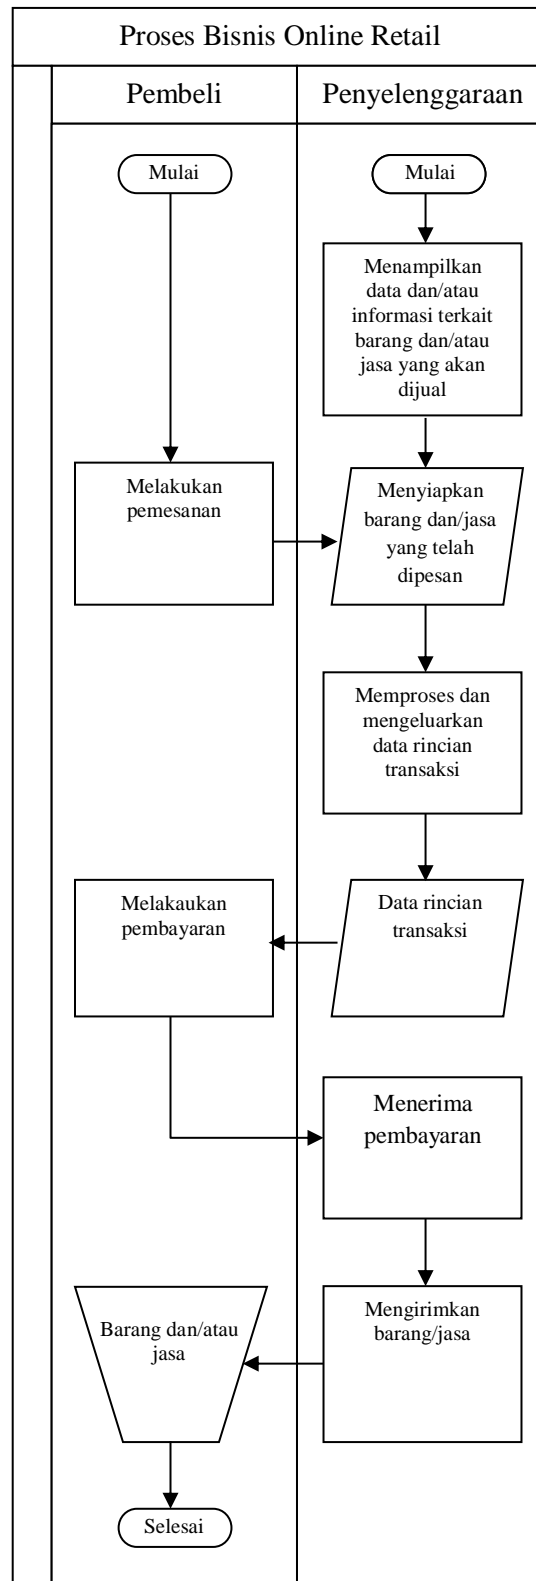 Proses Bisnis Online Retail
Pembeli
Penyelenggaraan
Mulai
Mulai
Menampilkan
data dan/atau
informasi terkait
barang dan/atau
jasa yang akan
dijual
Melakukan
pemesanan
Menyiapkan
barang dan/jasa
yang telah
dipesan
Memproses dan
mengeluarkan
data rincian
transaksi
Melakaukan
pembayaran
Data rincian
transaksi
Menerima
pembayaran
Barang dan/atau
jasa
Mengirimkan
barang/jasa
Selesai